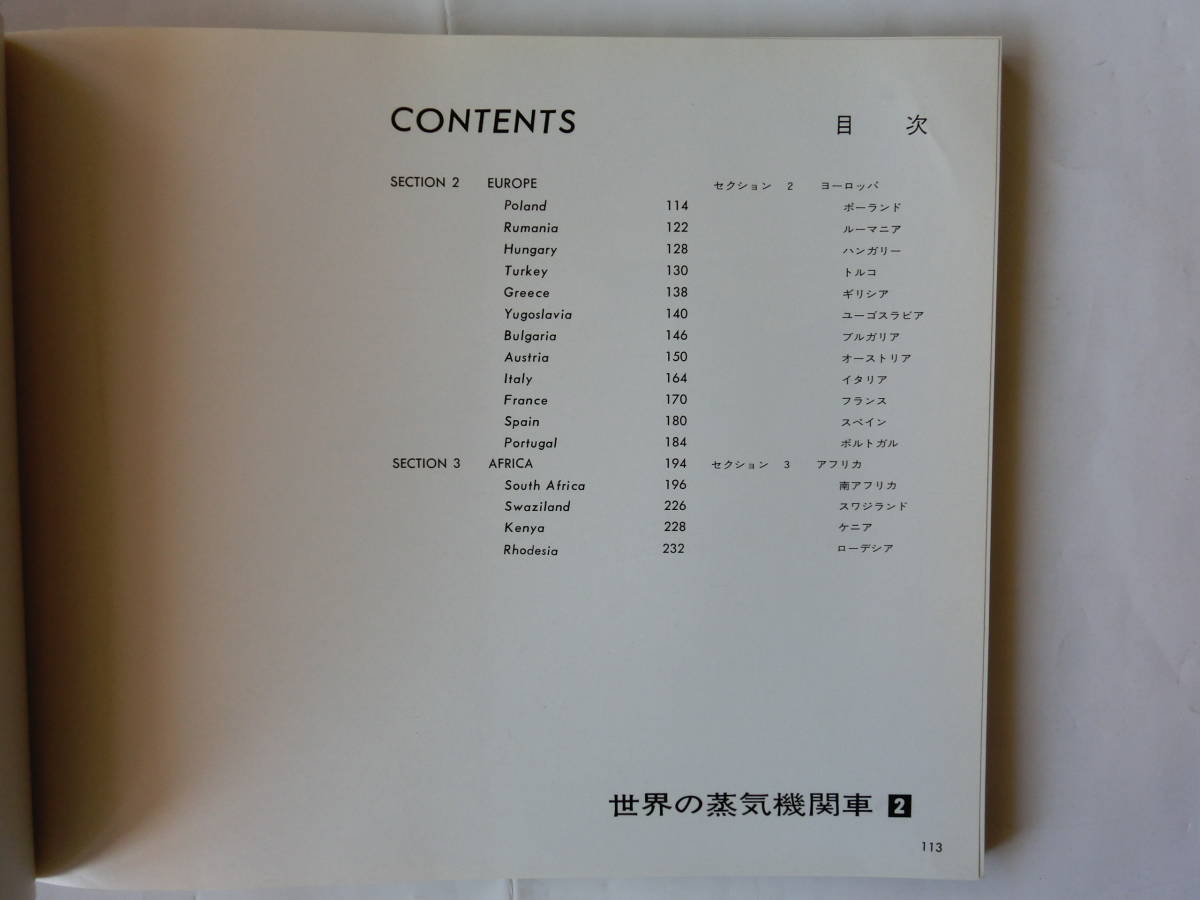 CONTENTS 目 次
SECTION 2 EUROPE セクション 2 ヨーロッパ
Poland 114 ポーランド
Rumania 122 ルーマニア
Hungary 128 ハンガリー
Turkey 130 トルコ
Greece 138 ギリシア
Yugoslavia 140 ユーゴスラビア
Bulgaria 146 ブルガリア
Austria 150 オーストリア
Italy 164 イタリア
France 170 フランス
Spain 180 スペイン
Portugal 184 ポルトガル
SECTION 3 AFRICA 194 セクション 3 アフリカ
South Africa 196 南アフリカ
Swaziland 226 スワジランド
Kenya 228 ケニア
Rhodesia 232 ローデシア
世界の蒸気機関車 2
113